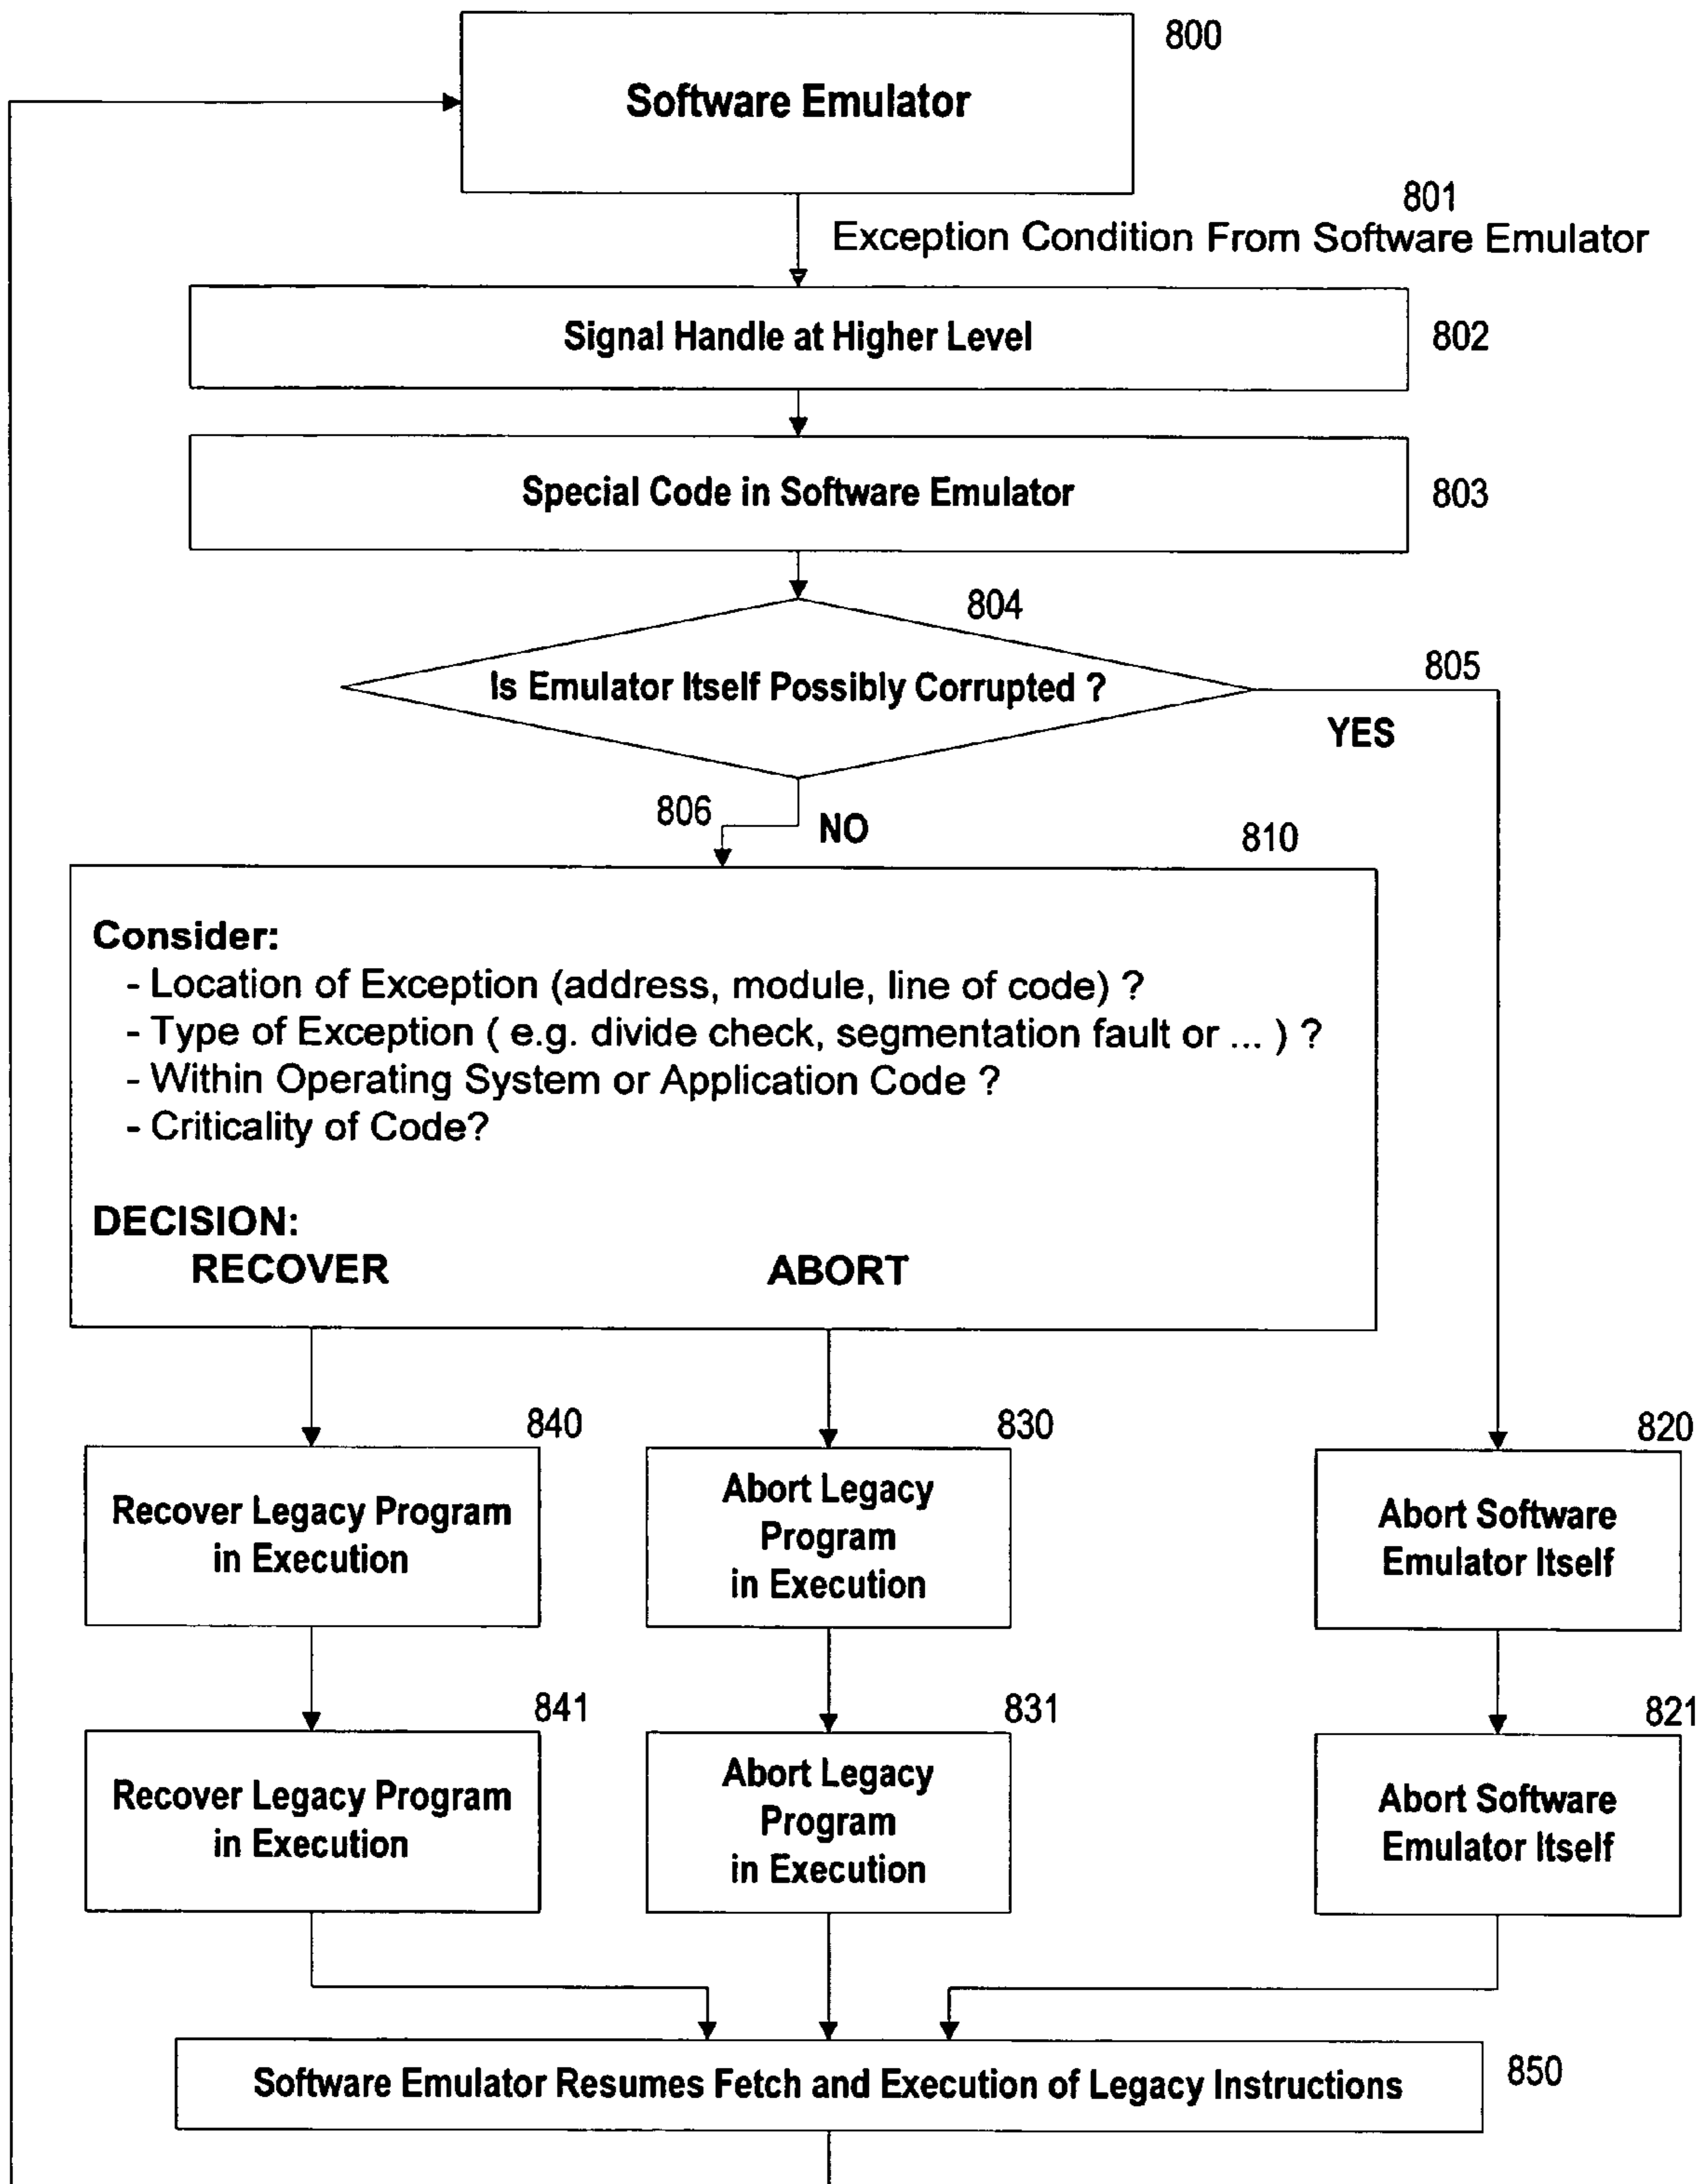 800
Software Emulator
801
Exception Condition From Software Emulator
Signal Handle at Higher Level
802
Special Code in Software Emulator
803
804
Is Emulator Itself Possibly Corrupted ?
805
YES
806
NO
810
Consider:
- Location of Exception (address, module, line of code) ?
- Type of Exception ( e.g. divide check, segmentation fault or ... ) ?
- Within Operating System or Application Code ?
- Criticality of Code?
DECISION:
RECOVER
ABORT
840
Recover Legacy Program
in Execution
830
Abort Legacy
Program
in Execution
820
Abort Software
Emulator Itself
841
Recover Legacy Program
in Execution
831
Abort Legacy
Program
in Execution
821
Abort Software
Emulator Itself
Software Emulator Resumes Fetch and Execution of Legacy Instructions
850